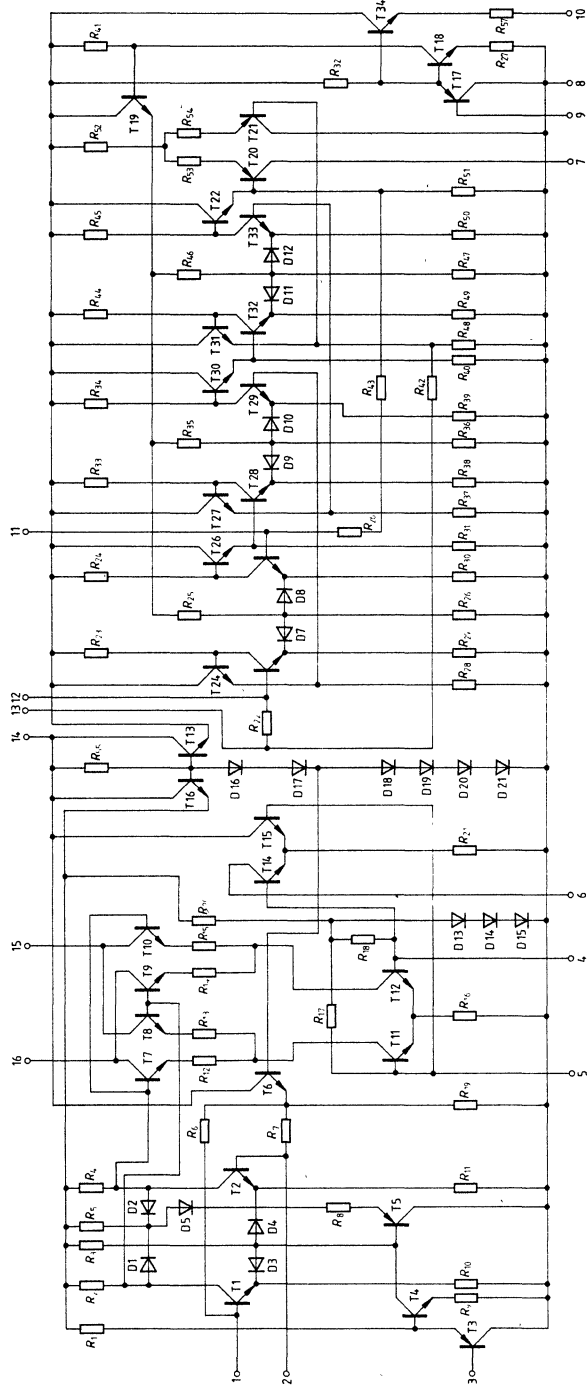 14
13
12
11
10
16
15
R41
R52
R45
R44
R34
R33
R24
R4
T19
R54
R53
R46
R35
R25
T34
R57
T18
R27
T17
R32
T21
T20
T22
T33
D12
D11
T32
T31
T30
T29
D10
D9
T28
T27
T26
D8
D7
T24
T13
T16
D16
D17
D18
D19
D20
D21
T15
T14
T10
T9
T8
T7
R13
R12
R17
R18
T12
T11
D13
D14
D15
T6
R6
R7
T2
D2
D1
D5
D4
D3
T1
R8
T5
T4
T3
R1
R43
R42
R51
R50
R47
R49
R48
R40
R39
R36
R38
R37
R31
R30
R28
R19
R11
R10
1
2
3
5
4
6
7
9
8